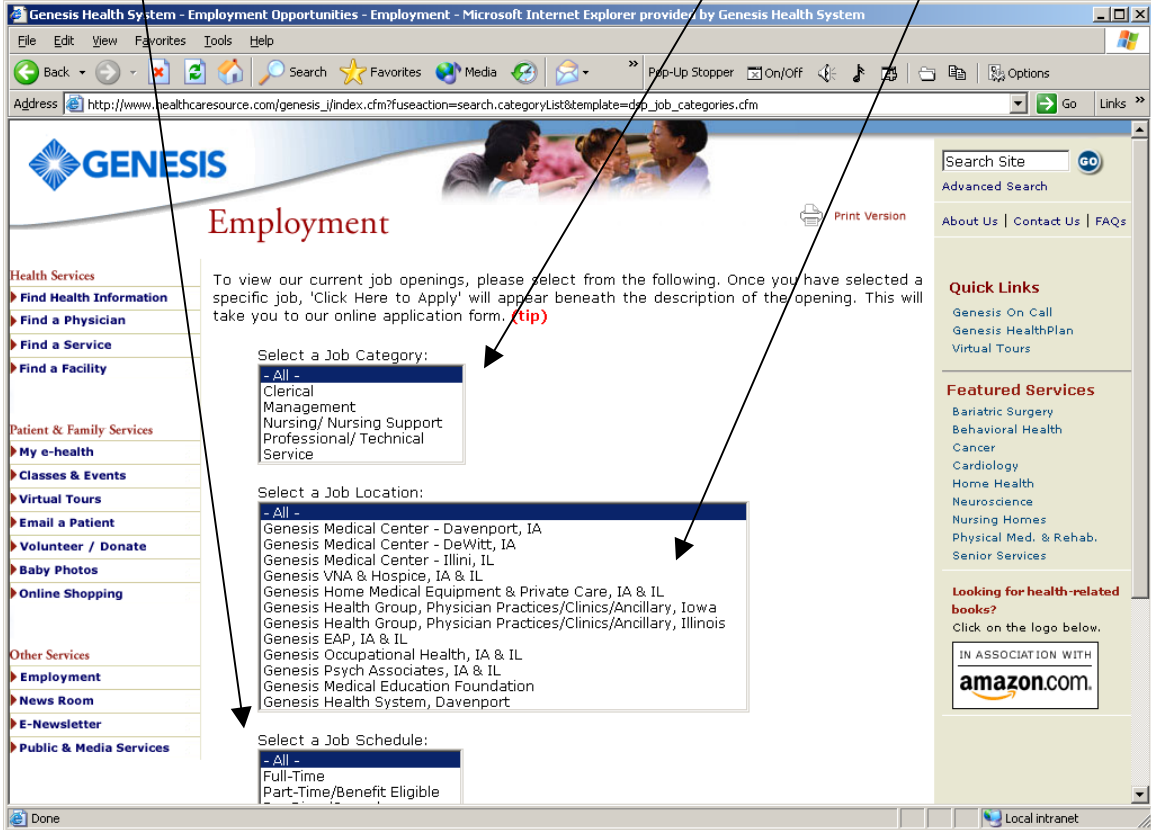 Genesis Health System - Employment Opportunities - Employment - Microsoft Internet Explorer provided by Genesis Health System
File Edit View Favorites Tools Help
Back Search Favorites Media » Pop-Up Stopper On/Off Options
Address http://www.healthcaresource.com/genesis_i/index.cfm?fuseaction=search.categoryList&template=dsp_job_categories.cfm Go Links »
GENESIS
Employment
Print Version
Search Site GO
Advanced Search
About Us | Contact Us | FAQs
Health Services
Find Health Information
Find a Physician
Find a Service
Find a Facility
Patient & Family Services
My e-health
Classes & Events
Virtual Tours
Email a Patient
Volunteer / Donate
Baby Photos
Online Shopping
Other Services
Employment
News Room
E-Newsletter
Public & Media Services
To view our current job openings, please select from the following. Once you have selected a
specific job, 'Click Here to Apply' will appear beneath the description of the opening. This will
take you to our online application form. (tip)
Select a Job Category:
- All -
Clerical
Management
Nursing/ Nursing Support
Professional/ Technical
Service
Select a Job Location:
- All -
Genesis Medical Center - Davenport, IA
Genesis Medical Center - DeWitt, IA
Genesis Medical Center - Illini, IL
Genesis VNA & Hospice, IA & IL
Genesis Home Medical Equipment & Private Care, IA & IL
Genesis Health Group, Physician Practices/Clinics/Ancillary, Iowa
Genesis Health Group, Physician Practices/Clinics/Ancillary, Illinois
Genesis EAP, IA & IL
Genesis Occupational Health, IA & IL
Genesis Psych Associates, IA & IL
Genesis Medical Education Foundation
Genesis Health System, Davenport
Select a Job Schedule:
- All -
Full-Time
Part-Time/Benefit Eligible
Quick Links
Genesis On Call
Genesis HealthPlan
Virtual Tours
Featured Services
Bariatric Surgery
Behavioral Health
Cancer
Cardiology
Home Health
Neuroscience
Nursing Homes
Physical Med. & Rehab.
Senior Services
Looking for health-related
books?
Click on the logo below.
IN ASSOCIATION WITH
amazon.com.
Done
Local intranet